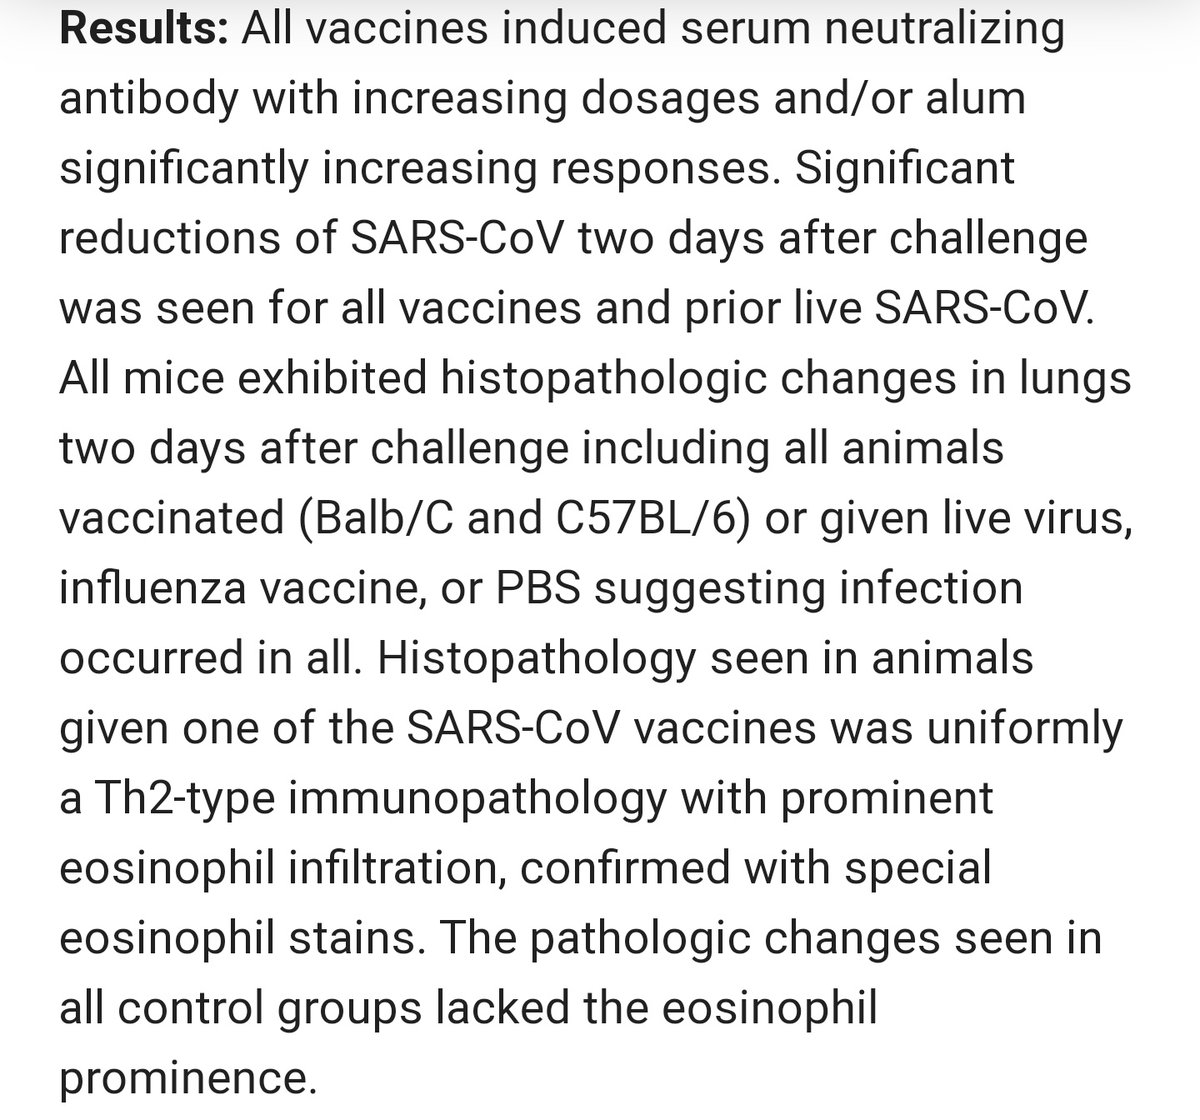 Results: All vaccines induced serum neutralizing
antibody with increasing dosages and/or alum
significantly increasing responses. Significant
reductions of SARS-CoV two days after challenge
was seen for all vaccines and prior live SARS-CoV.
All mice exhibited histopathologic changes in lungs
two days after challenge including all animals
vaccinated (Balb/C and C57BL/6) or given live virus,
influenza vaccine, or PBS suggesting infection
occurred in all. Histopathology seen in animals
given one of the SARS-CoV vaccines was uniformly
a Th2-type immunopathology with prominent
eosinophil infiltration, confirmed with special
eosinophil stains. The pathologic changes seen in
all control groups lacked the eosinophil
prominence.